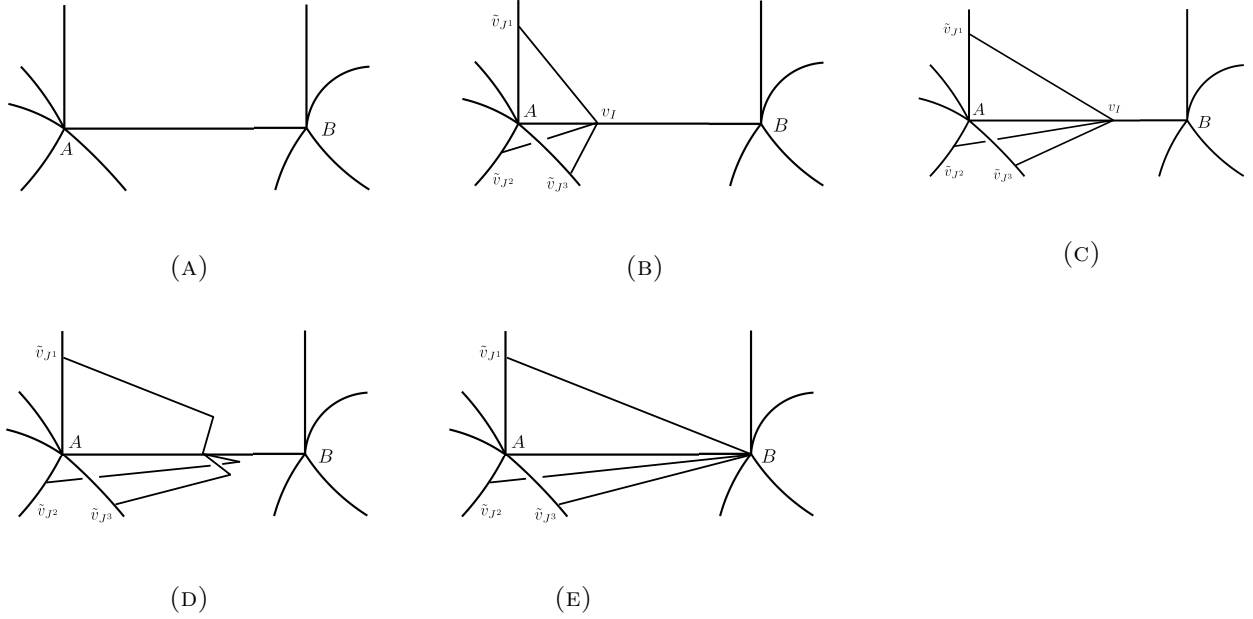 A B
(A)
ṽ_{J^1} A v_I B
ṽ_{J^2} ṽ_{J^3}
(B)
ṽ_{J^1} A v_I B
ṽ_{J^2} ṽ_{J^3}
(C)
ṽ_{J^1} A B
ṽ_{J^2} ṽ_{J^3}
(D)
ṽ_{J^1} A B
ṽ_{J^2} ṽ_{J^3}
(E)